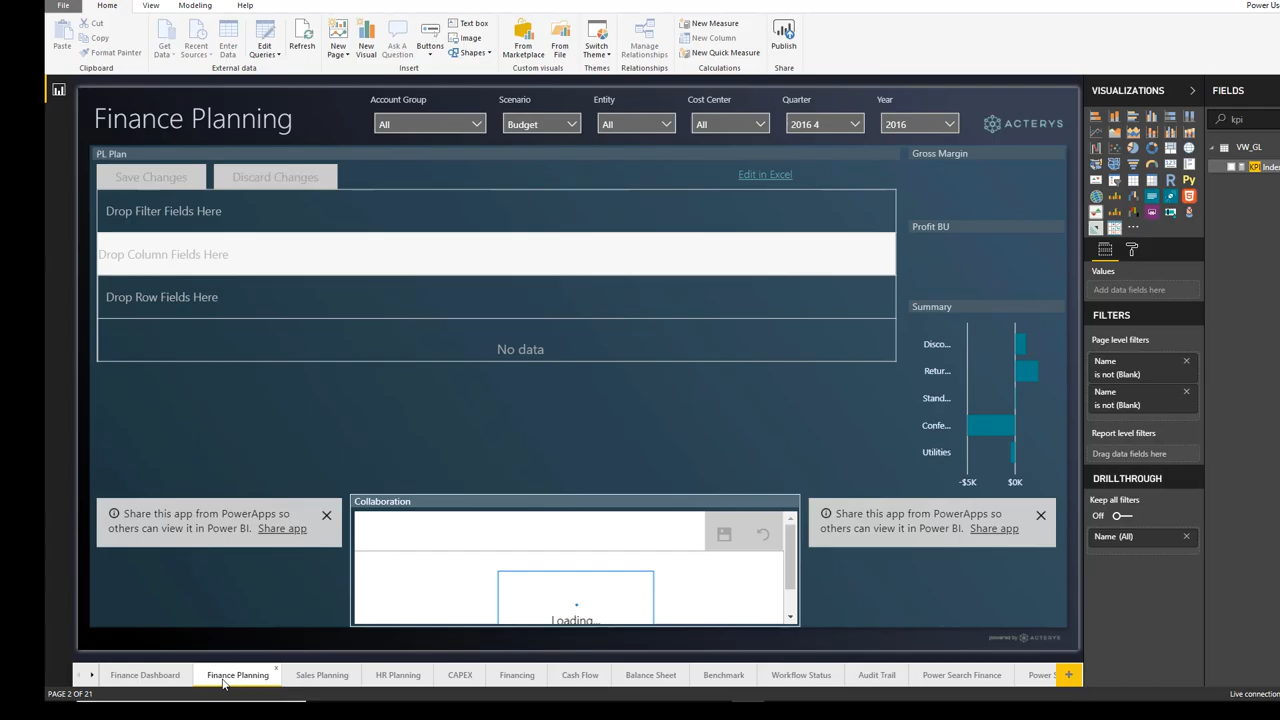 File Home View Modeling Help Power Us
Paste
Cut
Copy
Format Painter
Clipboard
Get Data
Recent Sources
Enter Data
Edit Queries
External data
Refresh
New Page
New Visual
Ask A Question
Buttons
Text box
Image
Shapes
Insert
From Marketplace
From File
Custom visuals
Switch Theme
Themes
Manage Relationships
Relationships
New Measure
New Column
New Quick Measure
Calculations
Publish
Share
Finance Planning
Account Group Scenario Entity Cost Center Quarter Year
All Budget All All 2016 4 2016
ACTERYS
PL Plan
Save Changes Discard Changes Edit in Excel
Drop Filter Fields Here
Drop Column Fields Here
Drop Row Fields Here
No data
Gross Margin
Profit BU
Summary
Disco...
Retur...
Stand...
Confe...
Utilities
-$5K $0K
Share this app from PowerApps so
others can view it in Power BI. Share app
Collaboration
Loading...
Share this app from PowerApps so
others can view it in Power BI. Share app
powered by ACTERYS
VISUALIZATIONS
R Py
Values
Add data fields here
FILTERS
Page level filters
Name
is not (Blank)
Name
is not (Blank)
Report level filters
Drag data fields here
DRILLTHROUGH
Keep all filters
Off
Name (All)
FIELDS
kpi
VW_GL
KPI Index
Finance Dashboard Finance Planning Sales Planning HR Planning CAPEX Financing Cash Flow Balance Sheet Benchmark Workflow Status Audit Trail Power Search Finance Power S
PAGE 2 OF 21
Live connection